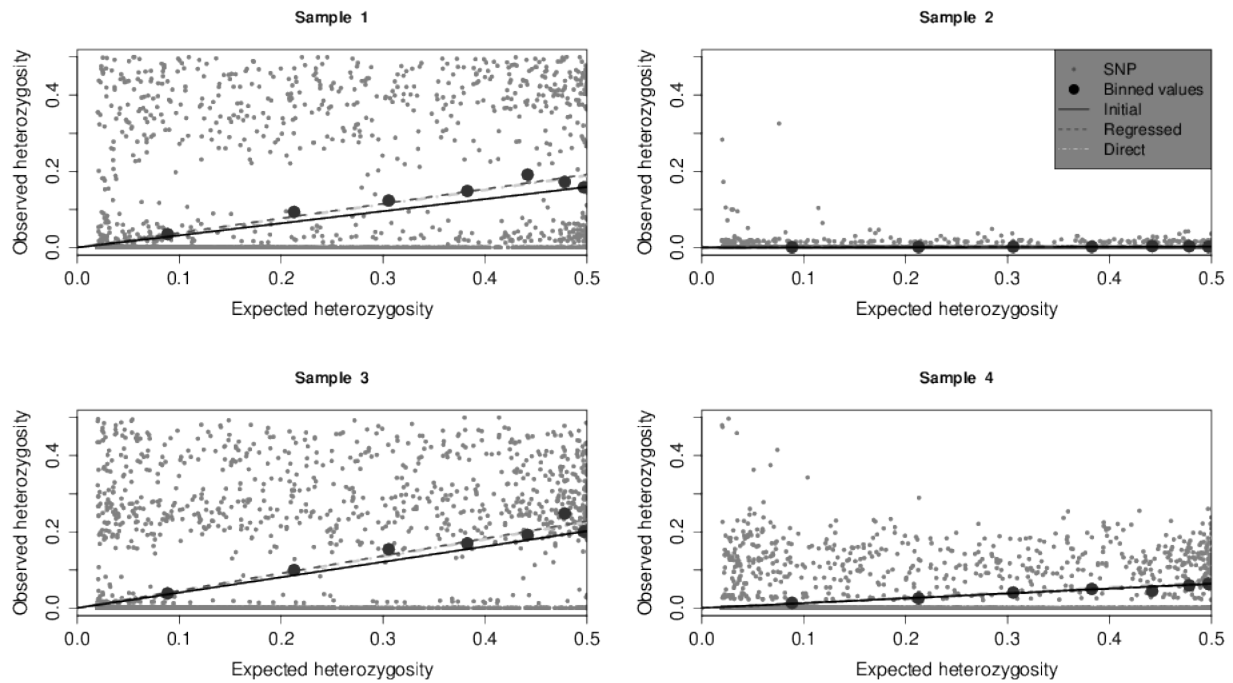 Sample 1
Observed heterozygosity
0.0
0.2
0.4
0.0
0.1
0.2
0.3
0.4
0.5
Expected heterozygosity
Sample 2
Observed heterozygosity
0.0
0.2
0.4
SNP
Binned values
Initial
Regressed
Direct
0.0
0.1
0.2
0.3
0.4
0.5
Expected heterozygosity
Sample 3
Observed heterozygosity
0.0
0.2
0.4
0.0
0.1
0.2
0.3
0.4
0.5
Expected heterozygosity
Sample 4
Observed heterozygosity
0.0
0.2
0.4
0.0
0.1
0.2
0.3
0.4
0.5
Expected heterozygosity